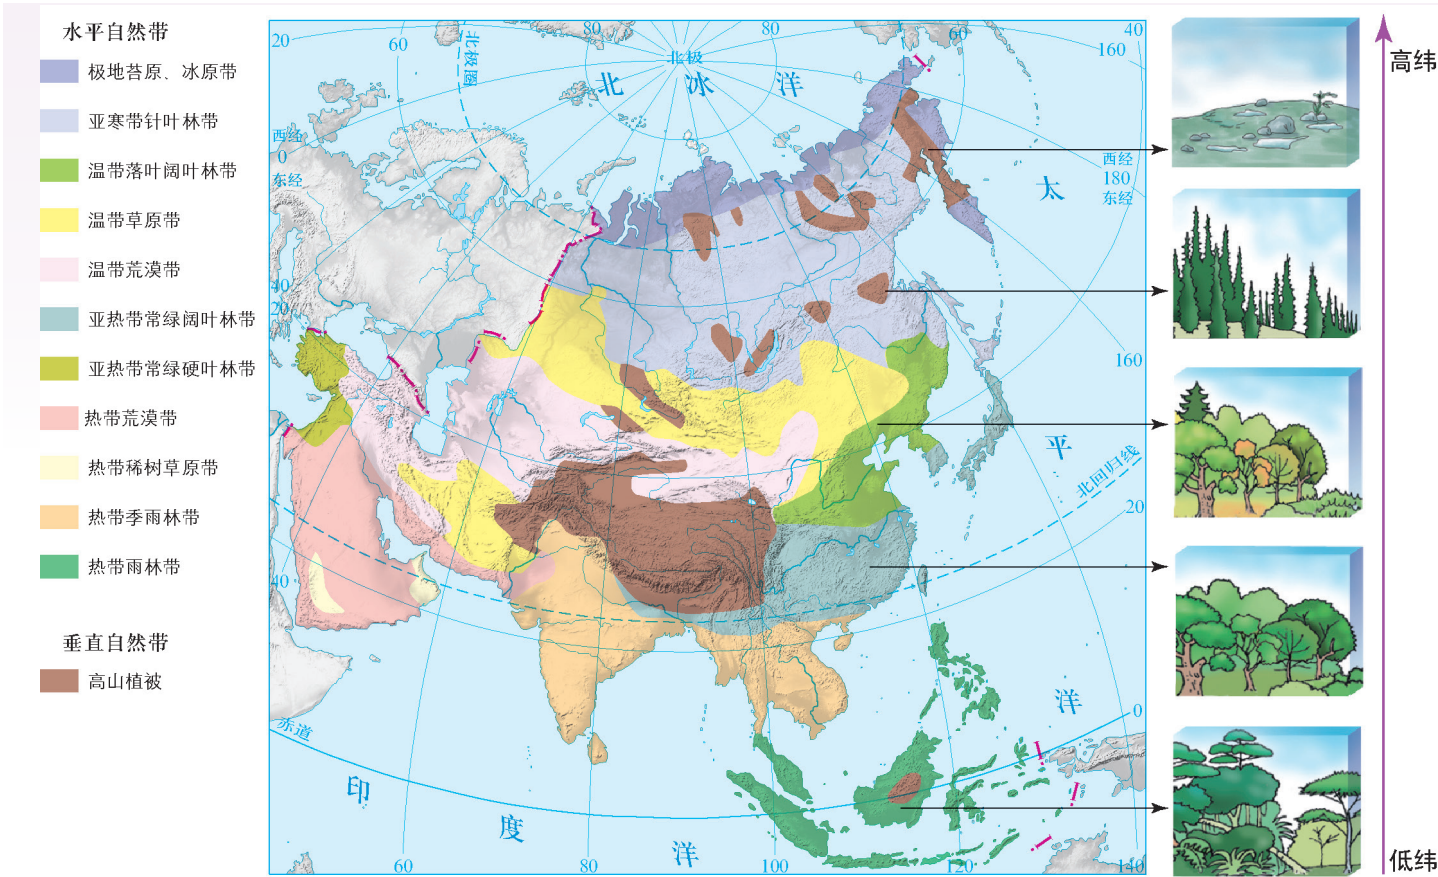 水平自然带
极地苔原、冰原带
亚寒带针叶林带
温带落叶阔叶林带
温带草原带
温带荒漠带
亚热带常绿阔叶林带
亚热带常绿硬叶林带
热带荒漠带
热带稀树草原带
热带季雨林带
热带雨林带
垂直自然带
高山植被
20
60
80
80
60
40
160
北极圈
北极
北冰洋
西经
0
东经
西经
180
东经
太
平
洋
40
20
160
北回归线
20
40
0
赤道
印
度
洋
60
80
100
120
140
高纬
低纬